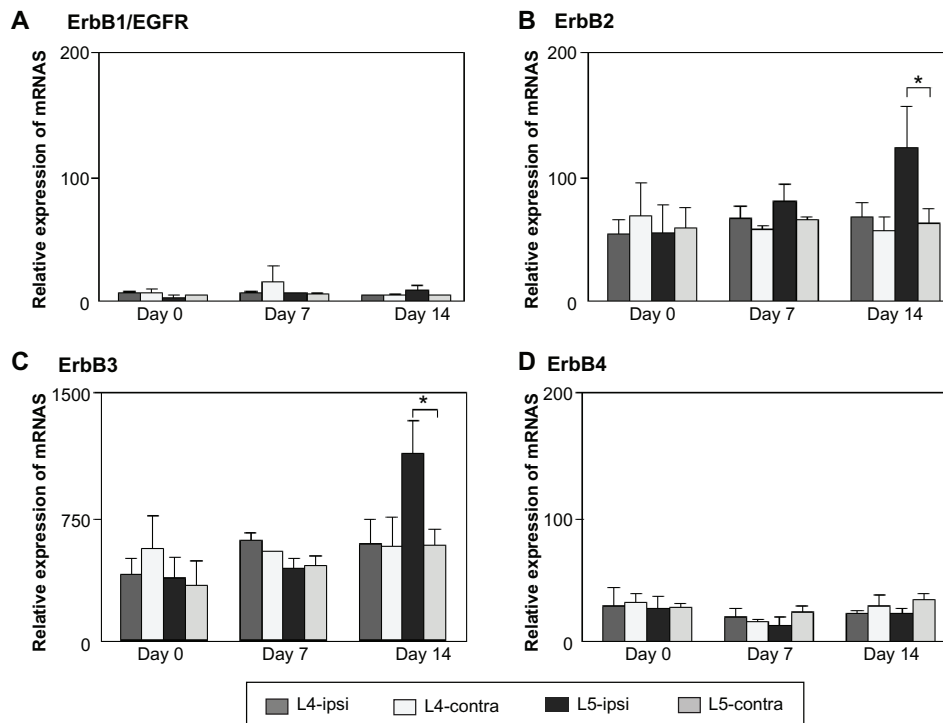 A ErbB1/EGFR
Relative expression of mRNAS
200
100
0
Day 0 Day 7 Day 14
B ErbB2
Relative expression of mRNAS
200
100
0
*
Day 0 Day 7 Day 14
C ErbB3
Relative expression of mRNAS
1500
750
0
*
Day 0 Day 7 Day 14
D ErbB4
Relative expression of mRNAS
200
100
0
Day 0 Day 7 Day 14
L4-ipsi L4-contra L5-ipsi L5-contra